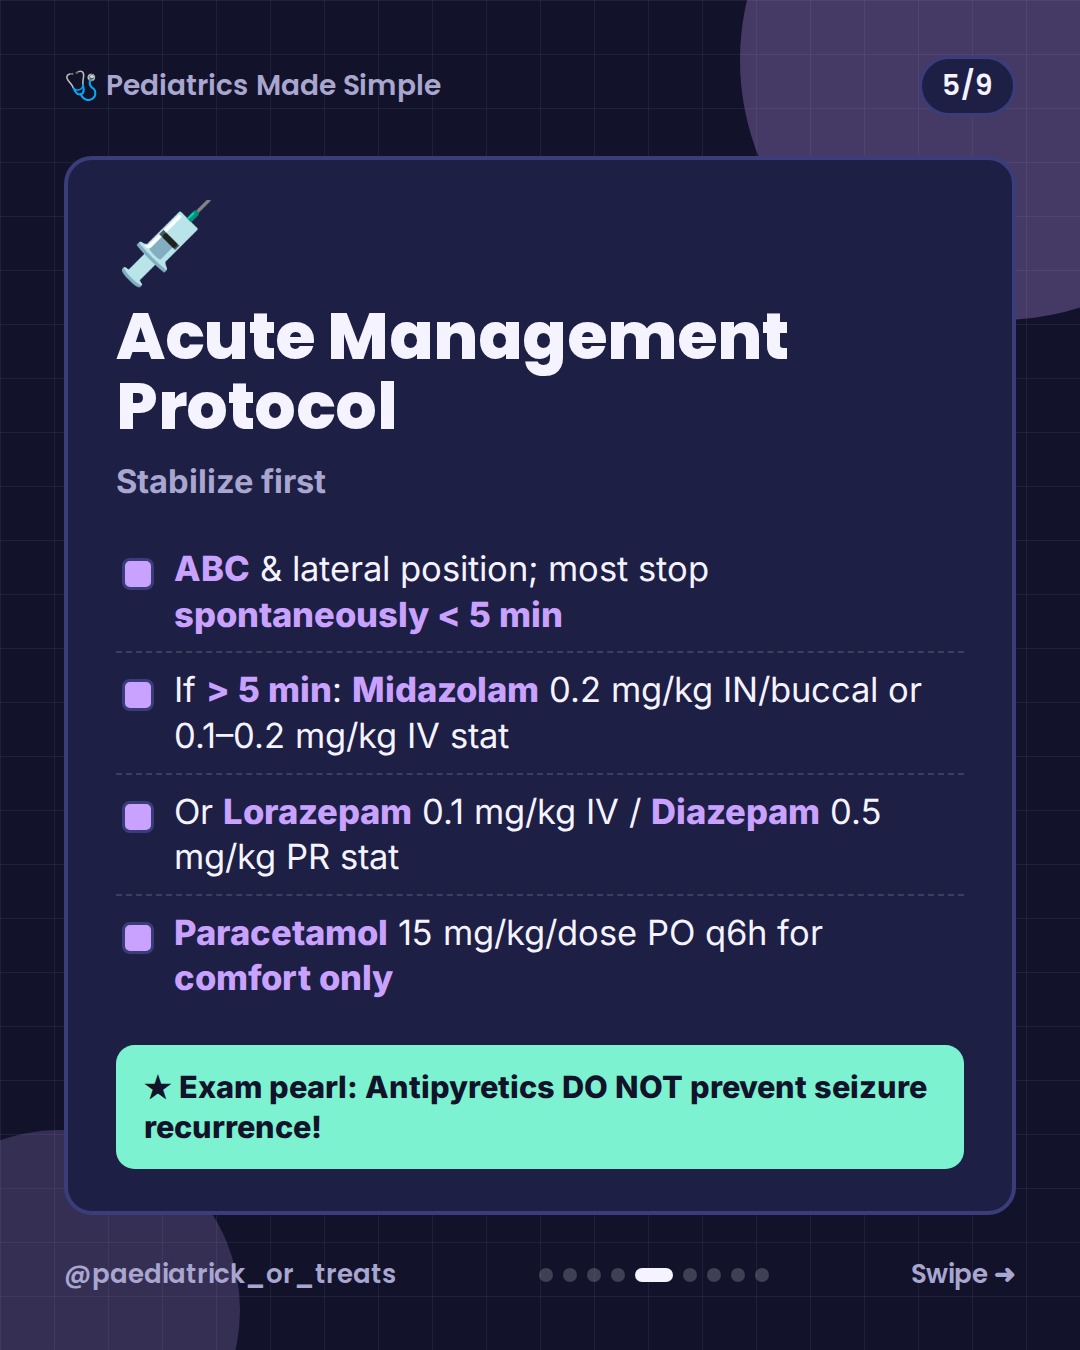 🩺 Pediatrics Made Simple
5/9
💉
Acute Management
Protocol
Stabilize first
ABC & lateral position; most stop
spontaneously < 5 min
If > 5 min: Midazolam 0.2 mg/kg IN/buccal or
0.1–0.2 mg/kg IV stat
Or Lorazepam 0.1 mg/kg IV / Diazepam 0.5
mg/kg PR stat
Paracetamol 15 mg/kg/dose PO q6h for
comfort only
★ Exam pearl: Antipyretics DO NOT prevent seizure
recurrence!
@paediatrick_or_treats
Swipe ➜